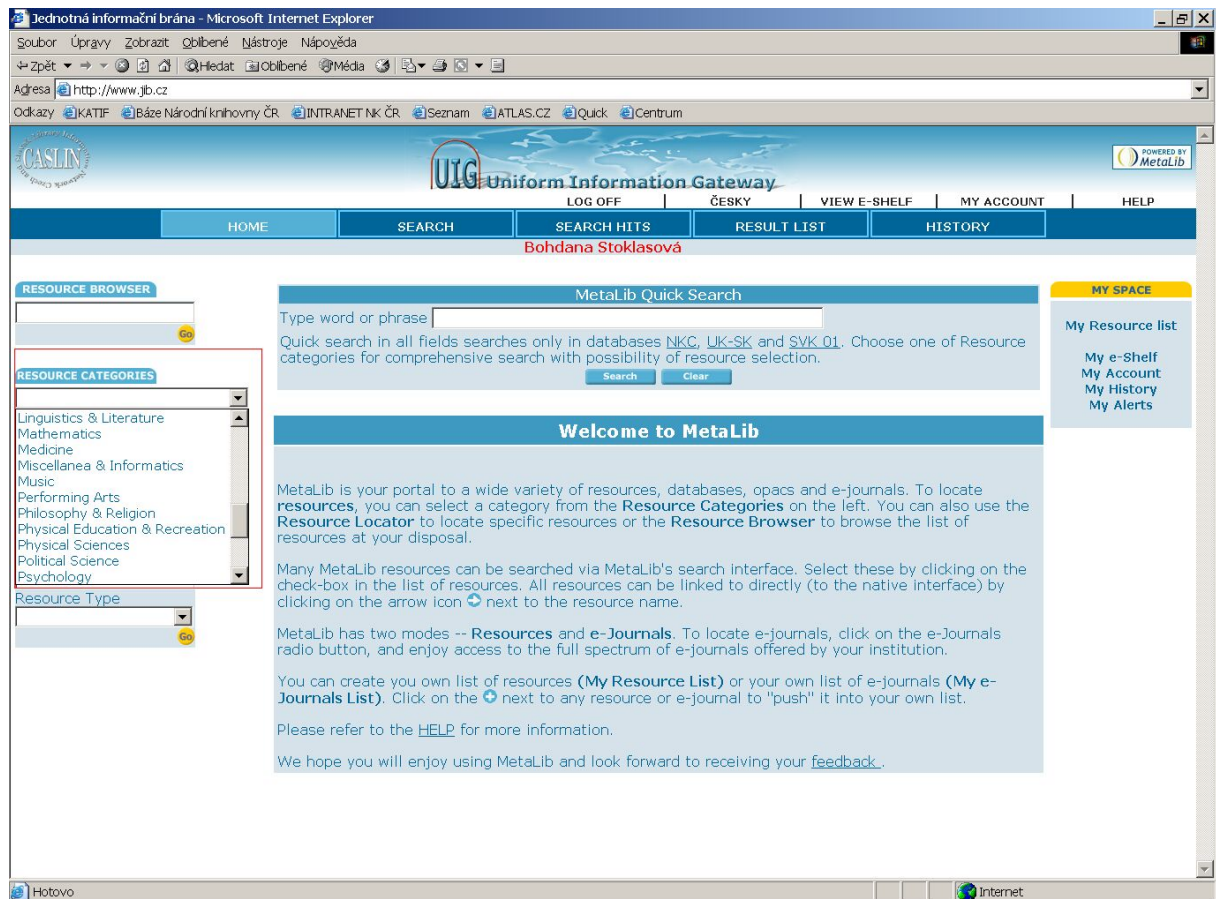 Jednotná informační brána - Microsoft Internet Explorer
Soubor Úpravy Zobrazit Oblíbené Nástroje Nápověda
Zpět Hledat Oblíbené Média
Adresa http://www.jib.cz
Odkazy KATIF Báze Národní knihovny ČR INTRANET NK ČR Seznam ATLAS.CZ Quick Centrum
CASLIN
UIG Uniform Information Gateway
POWERED BY
MetaLib
LOG OFF | ČESKY | VIEW E-SHELF | MY ACCOUNT | HELP
HOME SEARCH SEARCH HITS RESULT LIST HISTORY
Bohdana Stoklasová
RESOURCE BROWSER
Go
RESOURCE CATEGORIES
Linguistics & Literature
Mathematics
Medicine
Miscellanea & Informatics
Music
Performing Arts
Philosophy & Religion
Physical Education & Recreation
Physical Sciences
Political Science
Psychology
Resource Type
Go
MetaLib Quick Search
Type word or phrase
Quick search in all fields searches only in databases NKC, UK-SK and SVK 01. Choose one of Resource
categories for comprehensive search with possibility of resource selection.
Search Clear
Welcome to MetaLib
MetaLib is your portal to a wide variety of resources, databases, opacs and e-journals. To locate
resources, you can select a category from the Resource Categories on the left. You can also use the
Resource Locator to locate specific resources or the Resource Browser to browse the list of
resources at your disposal.
Many MetaLib resources can be searched via MetaLib's search interface. Select these by clicking on the
check-box in the list of resources. All resources can be linked to directly (to the native interface) by
clicking on the arrow icon next to the resource name.
MetaLib has two modes -- Resources and e-Journals. To locate e-journals, click on the e-Journals
radio button, and enjoy access to the full spectrum of e-journals offered by your institution.
You can create you own list of resources (My Resource List) or your own list of e-journals (My e-
Journals List). Click on the next to any resource or e-journal to "push" it into your own list.
Please refer to the HELP for more information.
We hope you will enjoy using MetaLib and look forward to receiving your feedback .
MY SPACE
My Resource list
My e-Shelf
My Account
My History
My Alerts
Hotovo
Internet